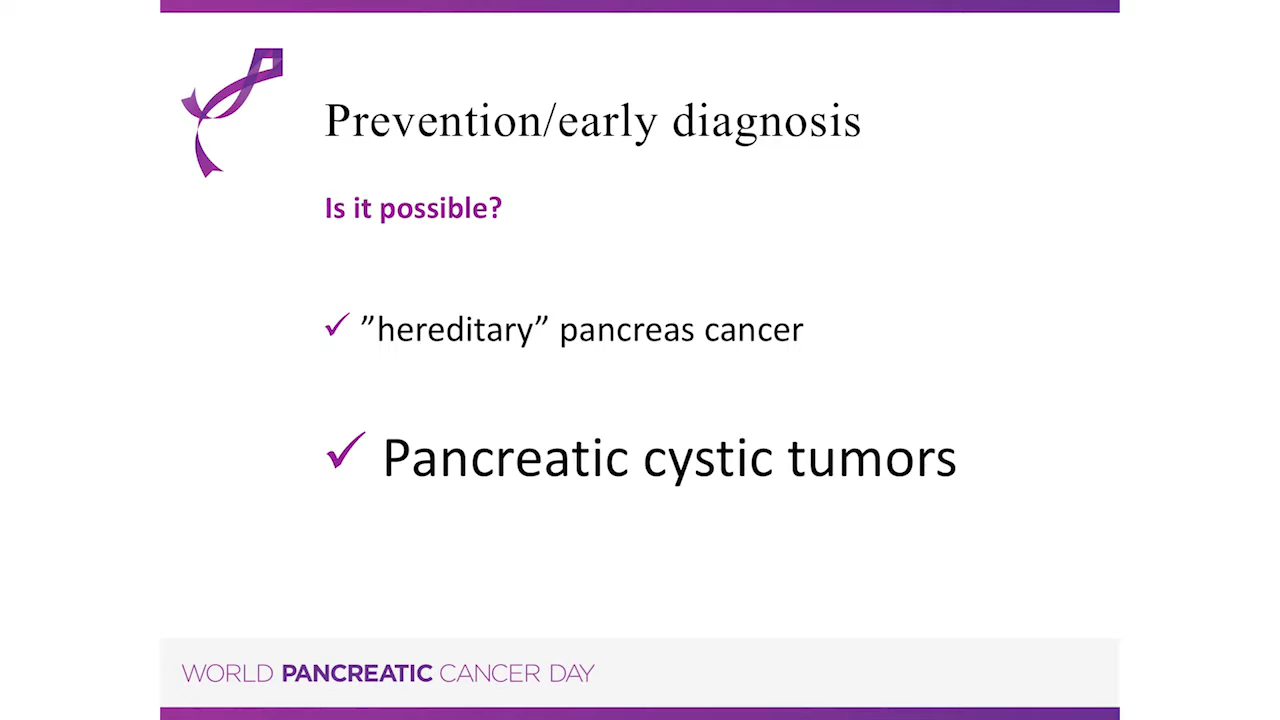 Prevention/early diagnosis
Is it possible?
✓ ”hereditary” pancreas cancer
✓ Pancreatic cystic tumors
WORLD PANCREATIC CANCER DAY